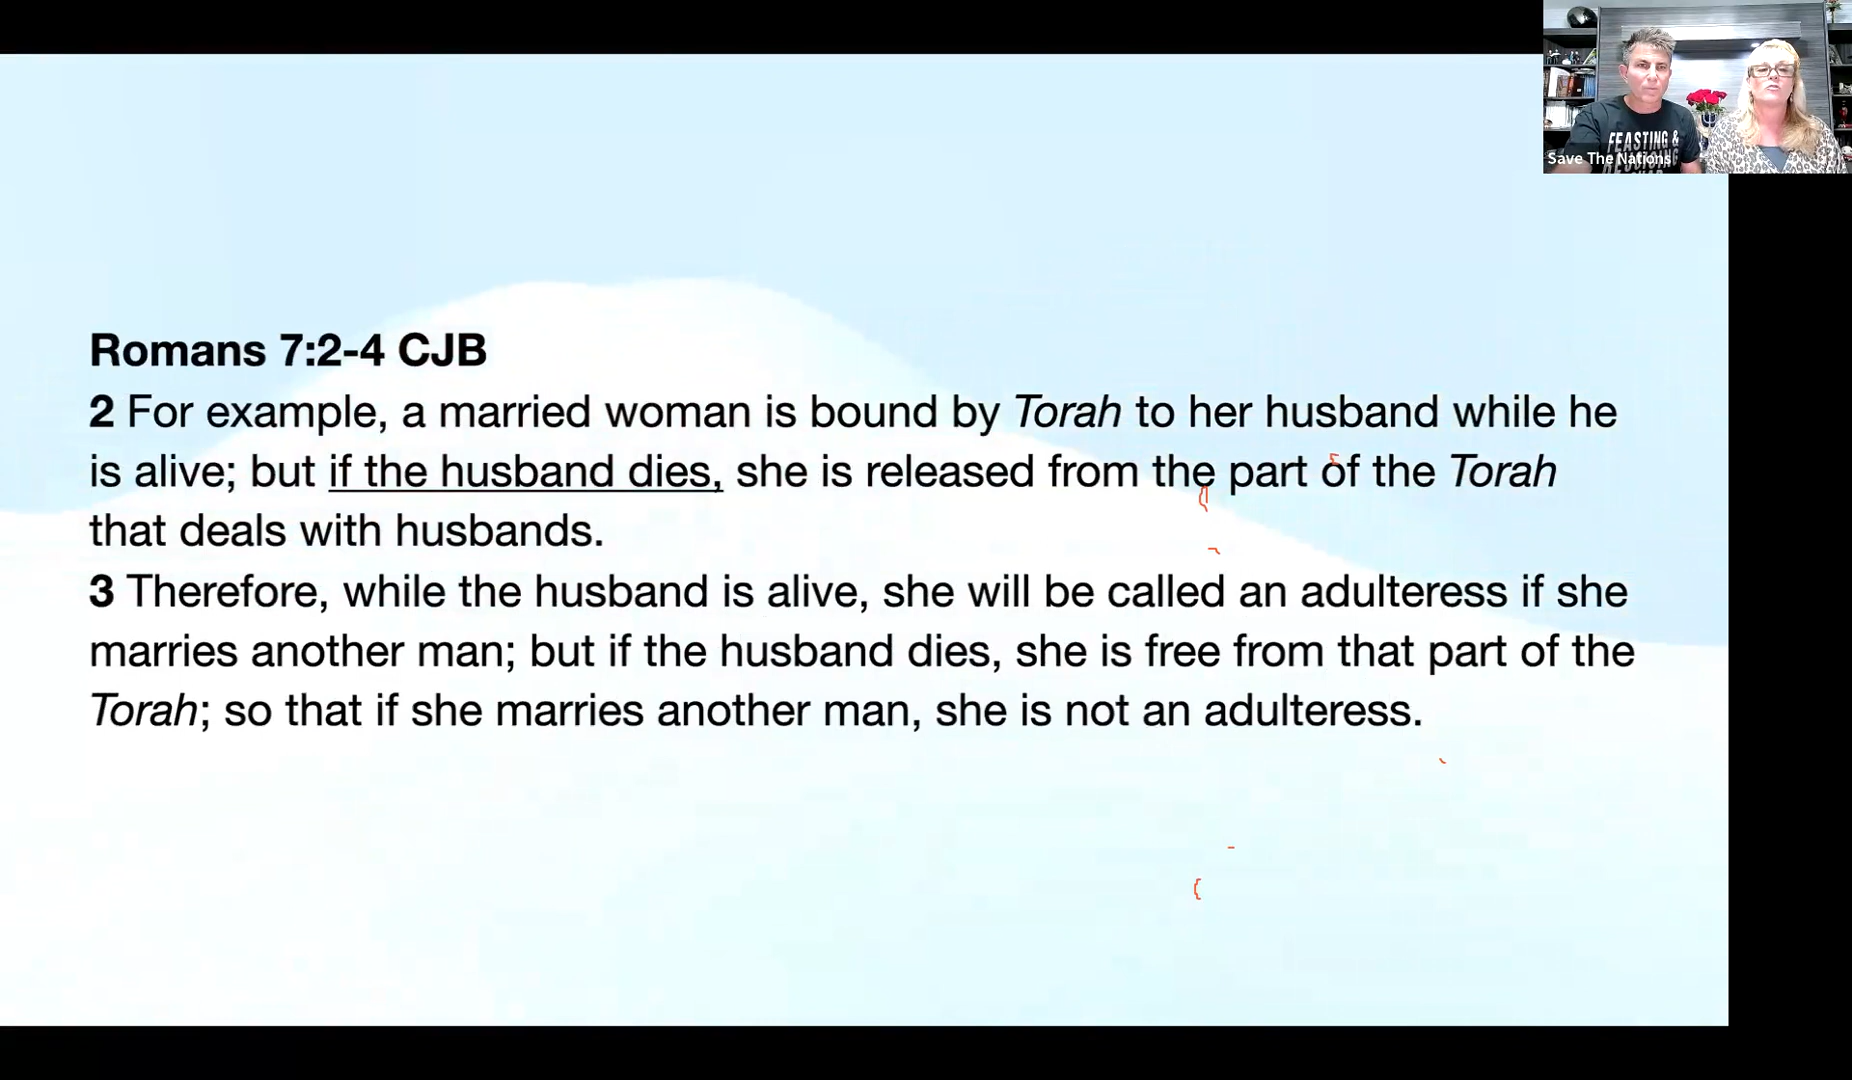 FEASTING &
Save The Nations
Romans 7:2-4 CJB
2 For example, a married woman is bound by Torah to her husband while he
is alive; but if the husband dies, she is released from the part of the Torah
that deals with husbands.
3 Therefore, while the husband is alive, she will be called an adulteress if she
marries another man; but if the husband dies, she is free from that part of the
Torah; so that if she marries another man, she is not an adulteress.